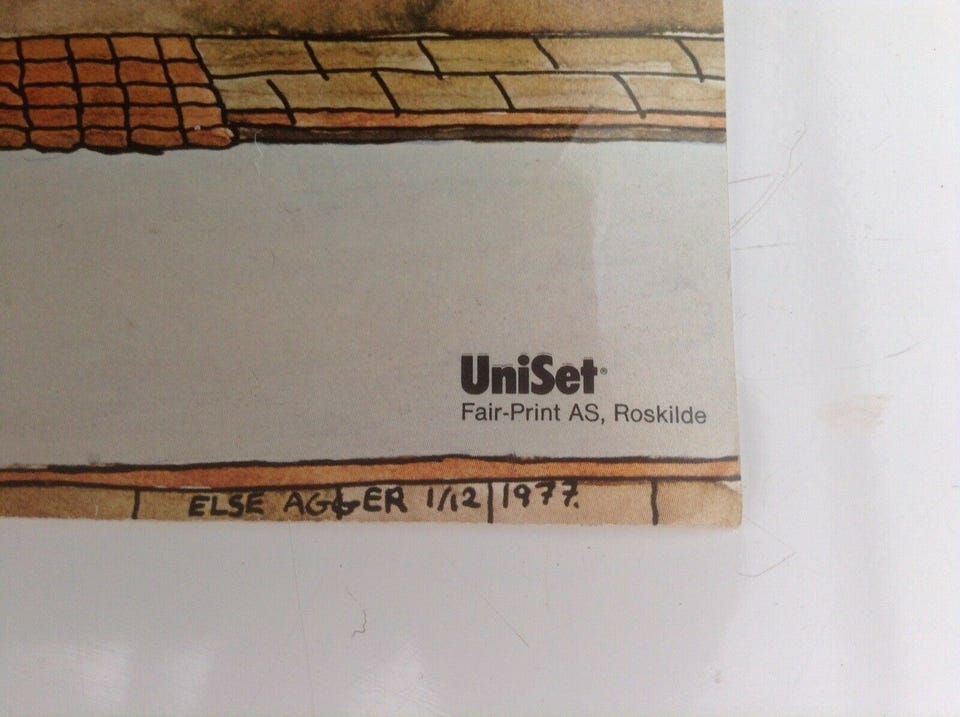 UniSet®
Fair-Print AS, Roskilde
ELSE AGGER 1/12 1977.